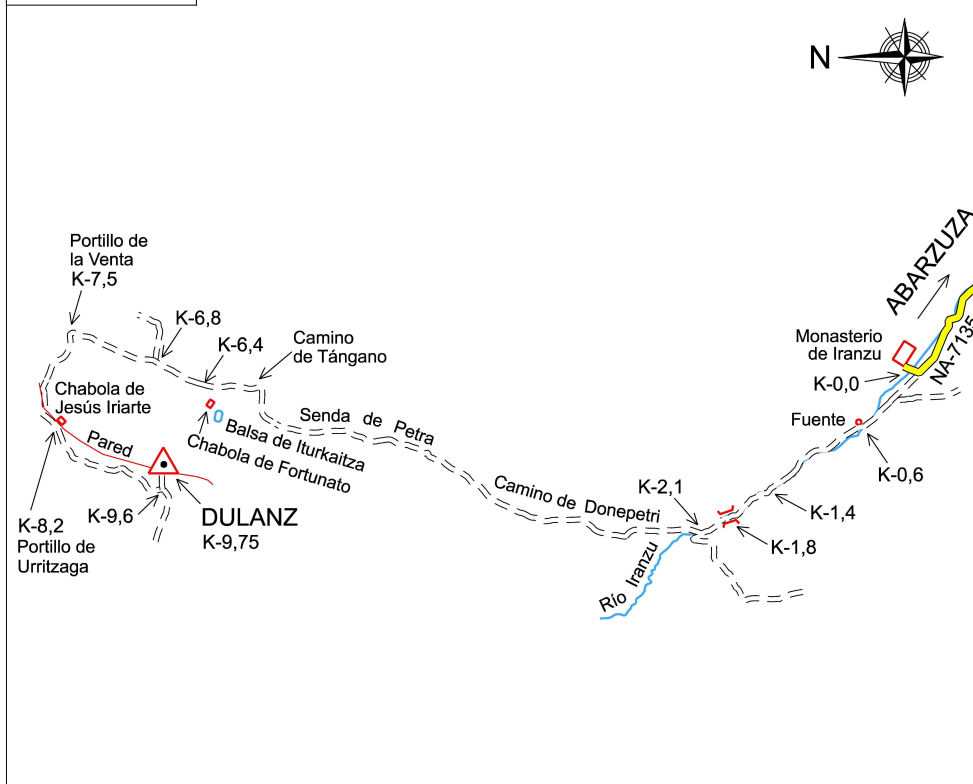 N
ABARZUZA
Portillo de
la Venta
K-7,5
K-6,8
K-6,4
Camino
de Tángano
Monasterio
de Iranzu
NA-7135
K-0,0
Chabola de
Jesús Iriarte
Senda de Petra
Fuente
Balsa de Iturkaitza
Pared
Chabola de Fortunato
K-0,6
Camino de Donepetri
K-2,1
K-1,4
K-9,6
DULANZ
K-9,75
K-8,2
Portillo de
Urritzaga
K-1,8
Río Iranzu